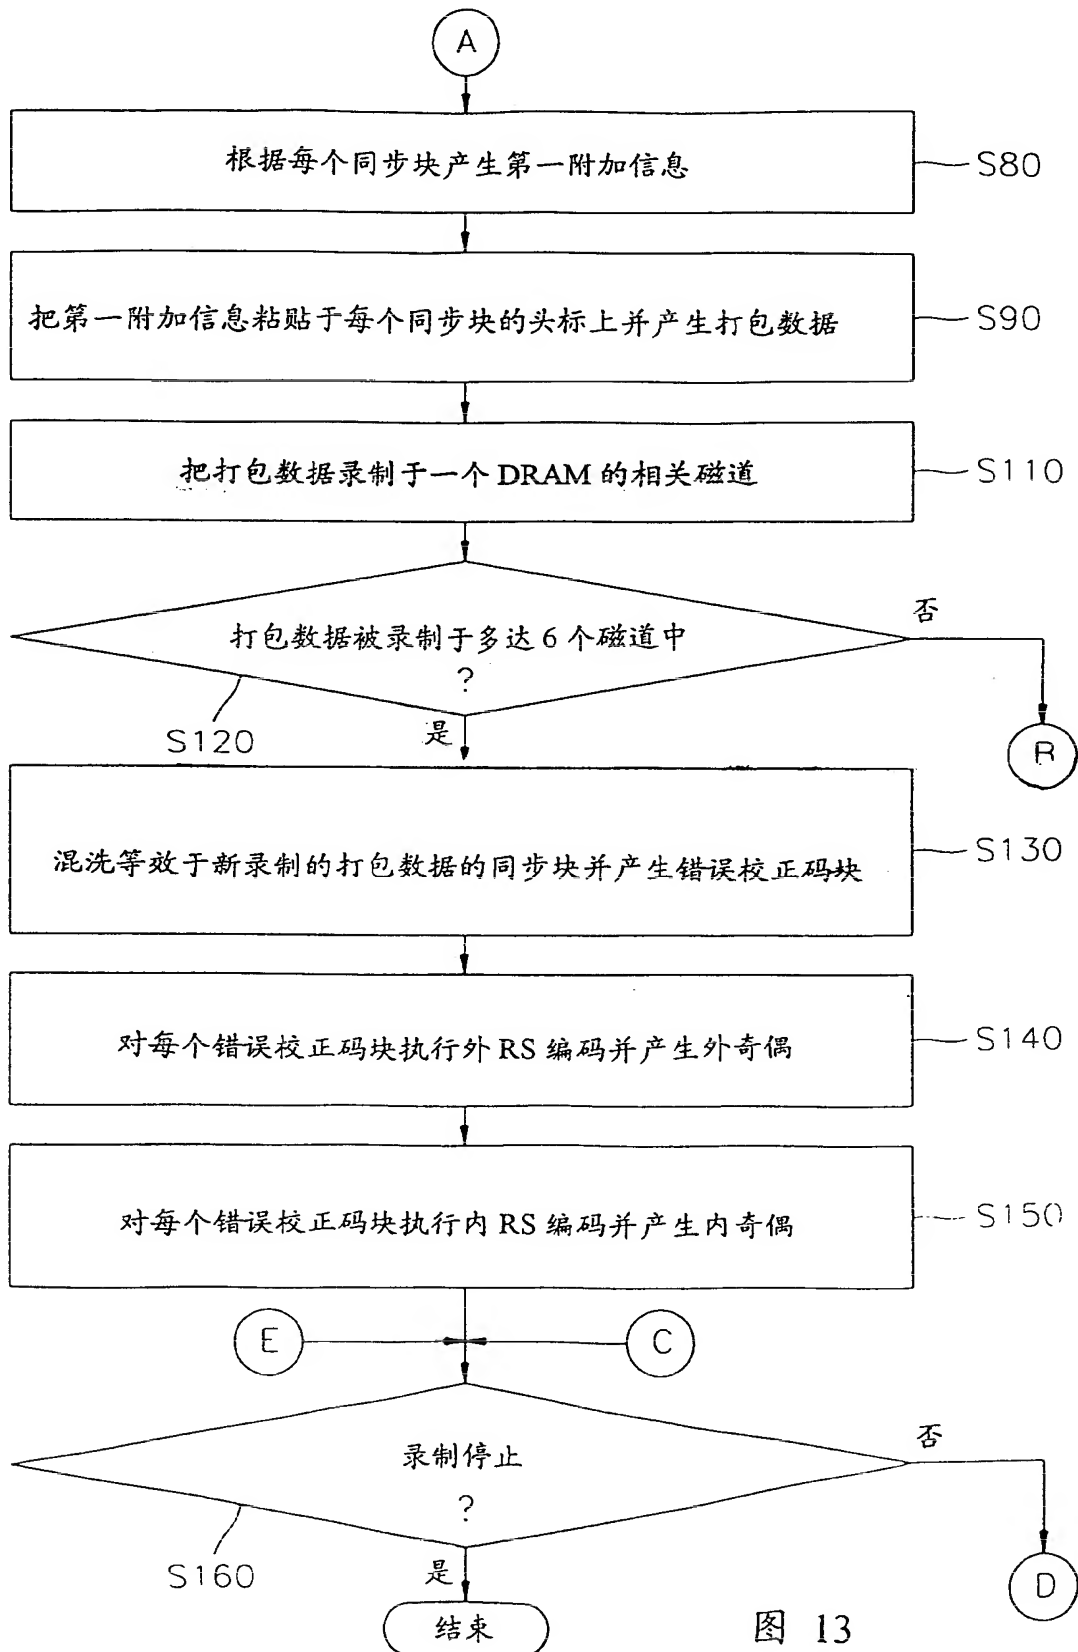 A
根据每个同步块产生第一附加信息
S80
把第一附加信息粘贴于每个同步块的头标上并产生打包数据
S90
把打包数据录制于一个 DRAM 的相关磁道
S110
打包数据被录制于多达 6 个磁道中
?
否
S120
是
R
混洗等效于新录制的打包数据的同步块并产生错误校正码块
S130
对每个错误校正码块执行外 RS 编码并产生外奇偶
S140
对每个错误校正码块执行内 RS 编码并产生内奇偶
S150
E
C
录制停止
?
否
S160
是
D
结束
图 13